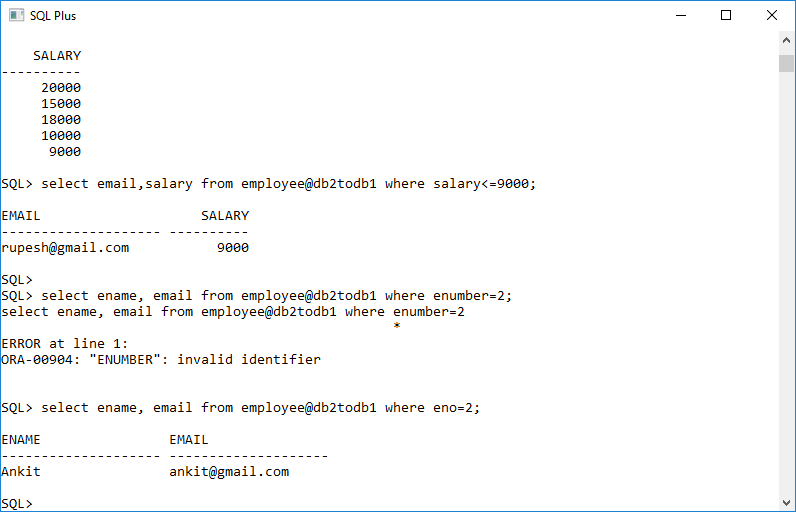 SQL Plus
SALARY
----------
20000
15000
18000
10000
9000
SQL> select email,salary from employee@db2todb1 where salary<=9000;
EMAIL                    SALARY
-------------------- ----------
rupesh@gmail.com           9000
SQL>
SQL> select ename, email from employee@db2todb1 where enumber=2;
select ename, email from employee@db2todb1 where enumber=2
*
ERROR at line 1:
ORA-00904: "ENUMBER": invalid identifier
SQL> select ename, email from employee@db2todb1 where eno=2;
ENAME                EMAIL
-------------------- --------------------
Ankit                ankit@gmail.com
SQL>